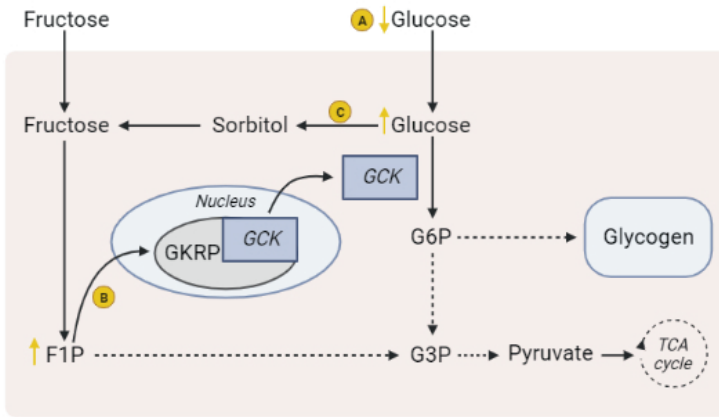 Fructose
A
Glucose
Fructose
Sorbitol
C
Glucose
Nucleus
GCK
GKRP
GCK
G6P
Glycogen
B
F1P
G3P
Pyruvate
TCA
cycle